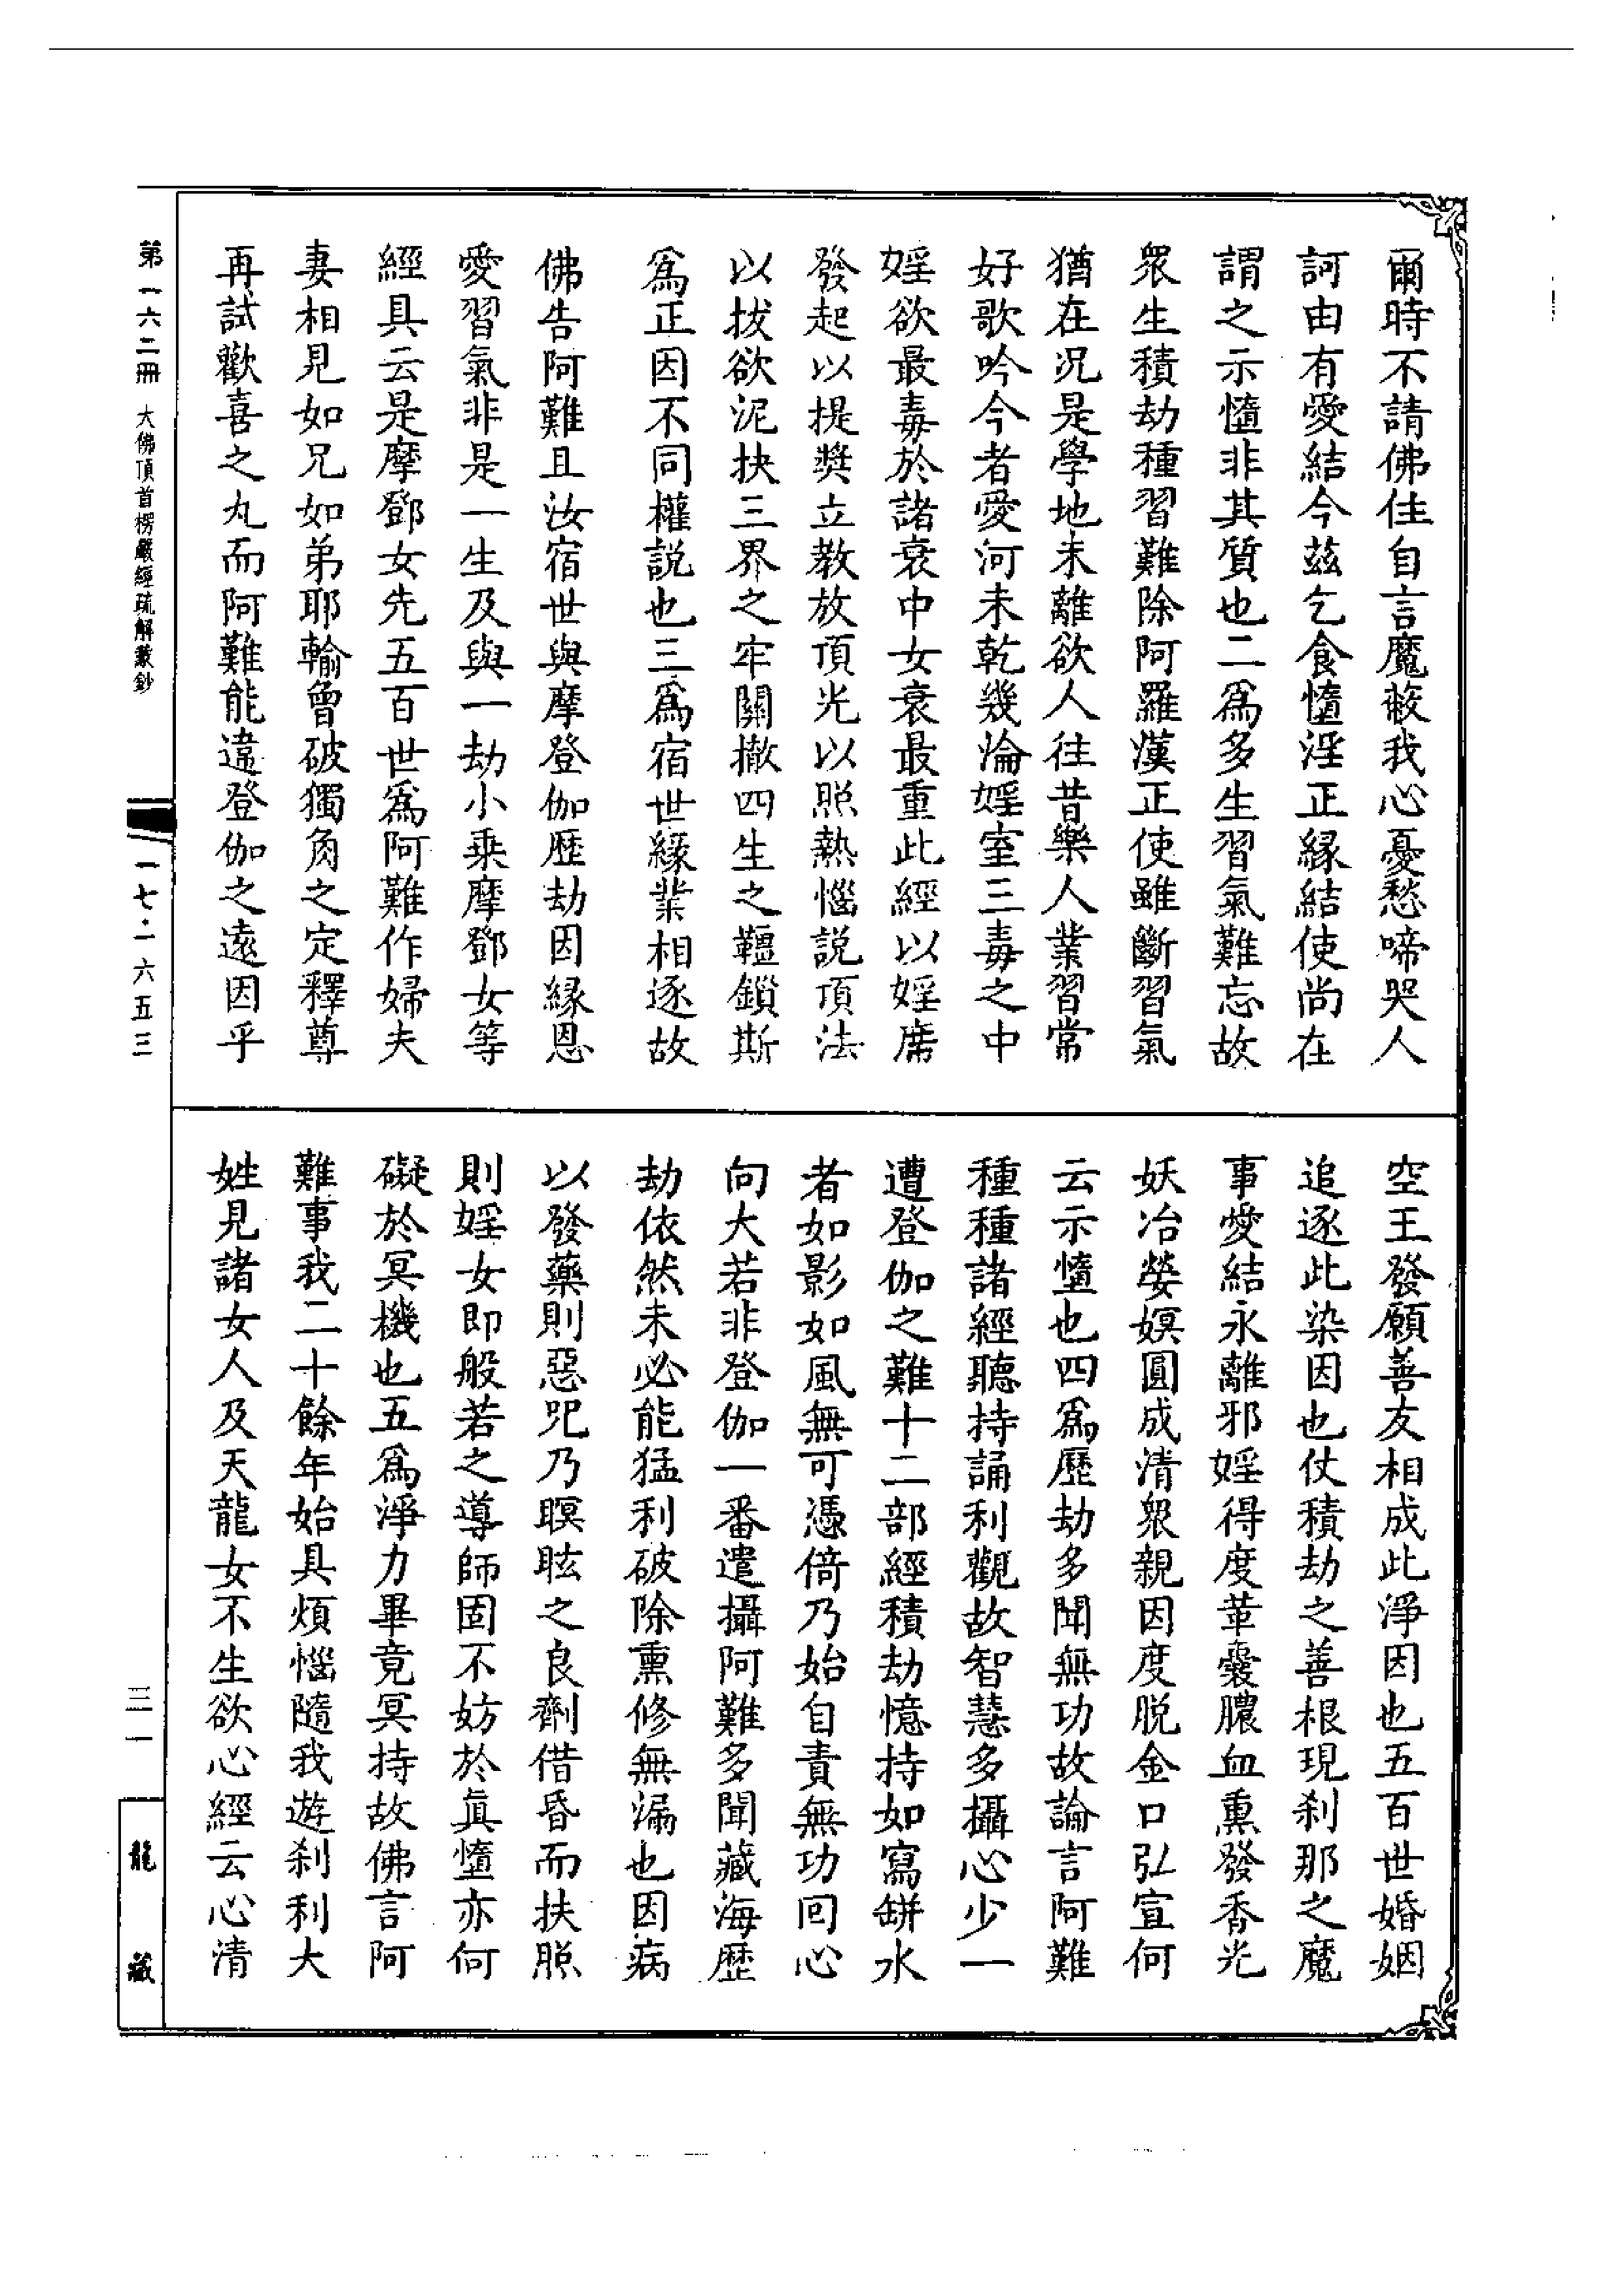 爾時不請佛住自言魔蔽我心憂愁啼哭人
訶由有愛結今茲乞食墮淫正縁結使尚在
謂之示墮非其質也二爲多生習氣難忘故
衆生積劫種習難除阿羅漢正使雖斷習氣
猶在况是學地未離欲人往昔樂人業習常
好歌吟今者愛河未乾幾淪婬室三毒之中
婬欲最毒於諸衰中女衰最重此經以婬席
發起以提獎立教放頂光以照熱惱説頂法
以拔欲泥抉三界之牢關撤四生之韁鎖斯
爲正因不同權説也三爲宿世緣業相逐故
佛告阿難且汝宿世與摩登伽歷劫因縁恩
愛習氣非是一生及與一劫小乗摩鄧女等
經具云是摩鄧女先五百世爲阿難作婦夫
妻相見如兄如弟耶輸曾破獨角之定釋尊
再試歡喜之丸而阿難能違登伽之遠因乎
空王發願善友相成此淨因也五百世婚姻
追逐此染因也仗積劫之善根現刹那之魔
事愛結永離邪婬得度革囊膿血熏發香光
妖冶嫈嫇圓成清衆親因度脱金口弘宣何
云示墮也四爲歷劫多聞無功故論言阿難
種種諸經聽持誦利觀故智慧多攝心少一
遭登伽之難十二部經積劫憶持如寫缾水
者如影如風無可憑倚乃始自責無功回心
向大若非登伽一番遣攝阿難多聞藏海歷
劫依然未必能猛利破除熏修無漏也因病
以發藥則惡咒乃瞑眩之良劑借昏而扶照
則婬女即般若之導師固不妨於眞墮亦何
礙於冥機也五爲淨力畢竟冥持故佛言阿
難事我二十餘年始具煩惱隨我遊刹利大
姓見諸女人及天龍女不生欲心經云心清
第一六二冊 大佛頂首楞嚴經疏解蒙鈔
一七·一六五三
三一
龍藏